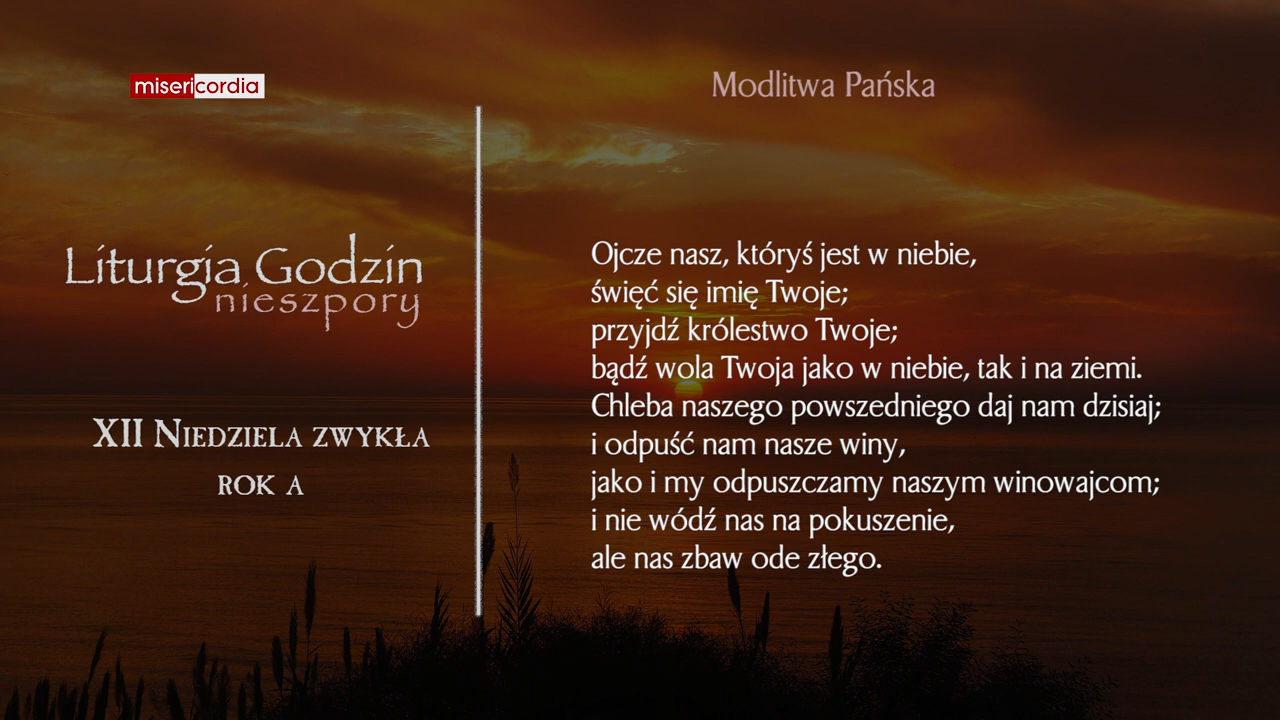 misericordia
Liturgia Godzin
nieszpory
XII Niedziela zwykła
rok A
Modlitwa Pańska
Ojcze nasz, któryś jest w niebie,
święć się imię Twoje;
przyjdź królestwo Twoje;
bądź wola Twoja jako w niebie, tak i na ziemi.
Chleba naszego powszedniego daj nam dzisiaj;
i odpuść nam nasze winy,
jako i my odpuszczamy naszym winowajcom;
i nie wódź nas na pokuszenie,
ale nas zbaw ode złego.